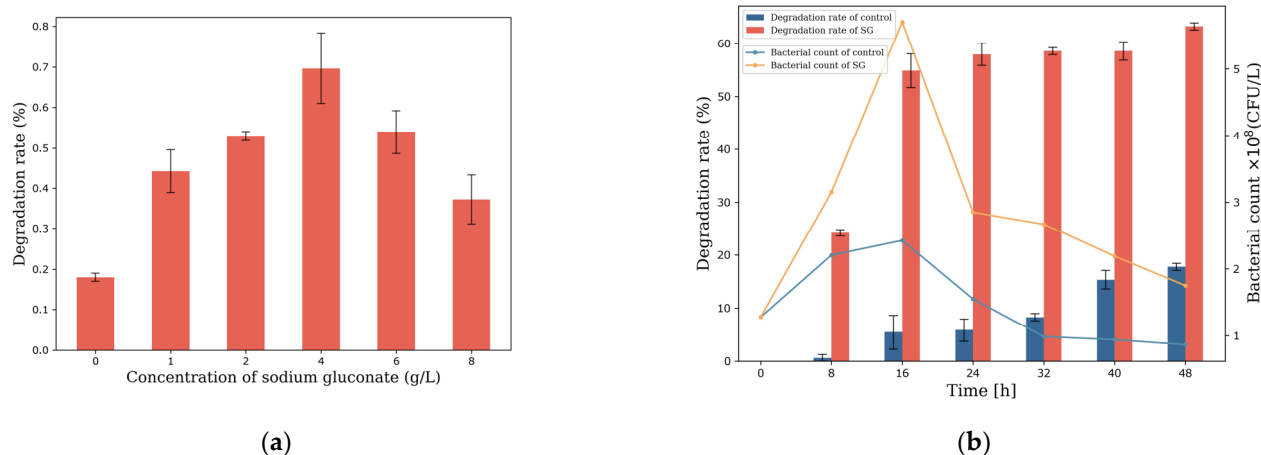 0.8
0.7
0.6
0.5
0.4
0.3
0.2
0.1
0.0
Degradation rate (%)
0 1 2 4 6 8
Concentration of sodium gluconate (g/L)
(a)
Degradation rate of control
Degradation rate of SG
Bacterial count of control
Bacterial count of SG
60
50
40
30
20
10
0
Degradation rate (%)
5
4
3
2
1
Bacterial count ×10⁸(CFU/L)
0 8 16 24 32 40 48
Time [h]
(b)